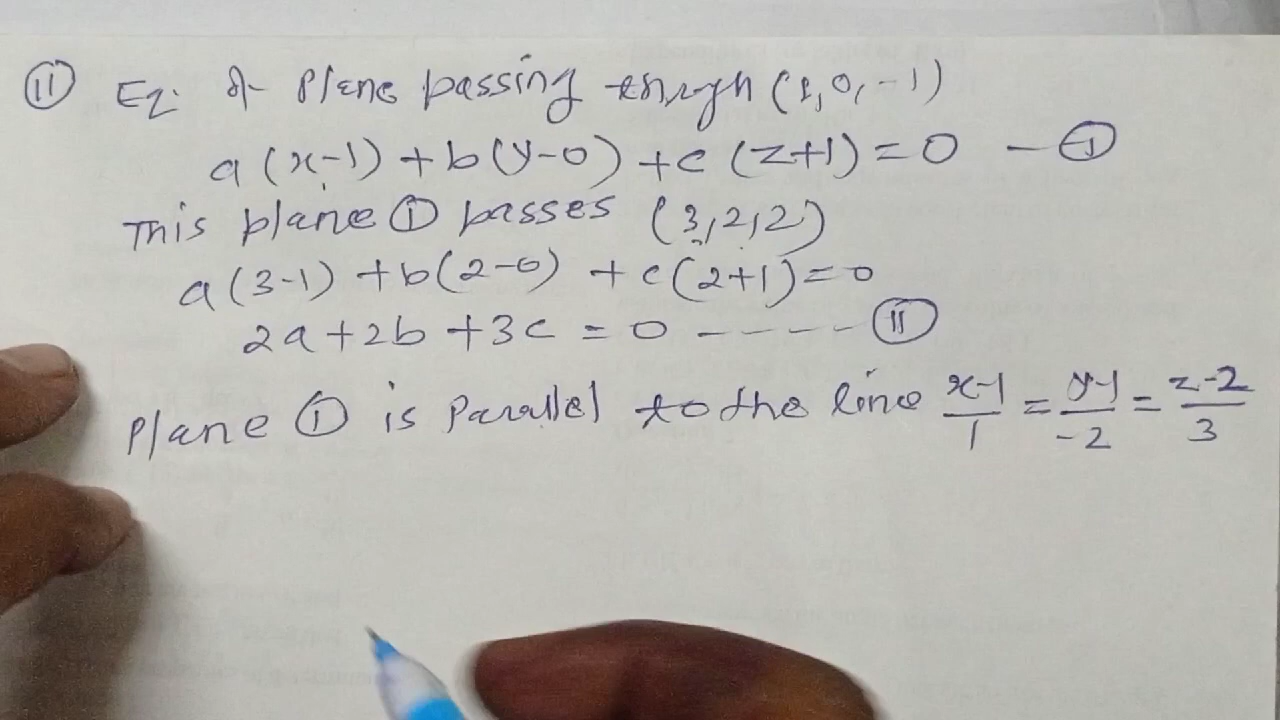 (II) Eq. of Plane passing through (1,0,-1)
a(x-1)+b(y-0)+c(z+1)=0 - (I)
This plane (I) passes (3,2,2)
a(3-1)+b(2-0)+c(2+1)=0
2a+2b+3c=0 ---- (II)
Plane (I) is Parallel to the line x-1/1 = y-1/-2 = z-2/3